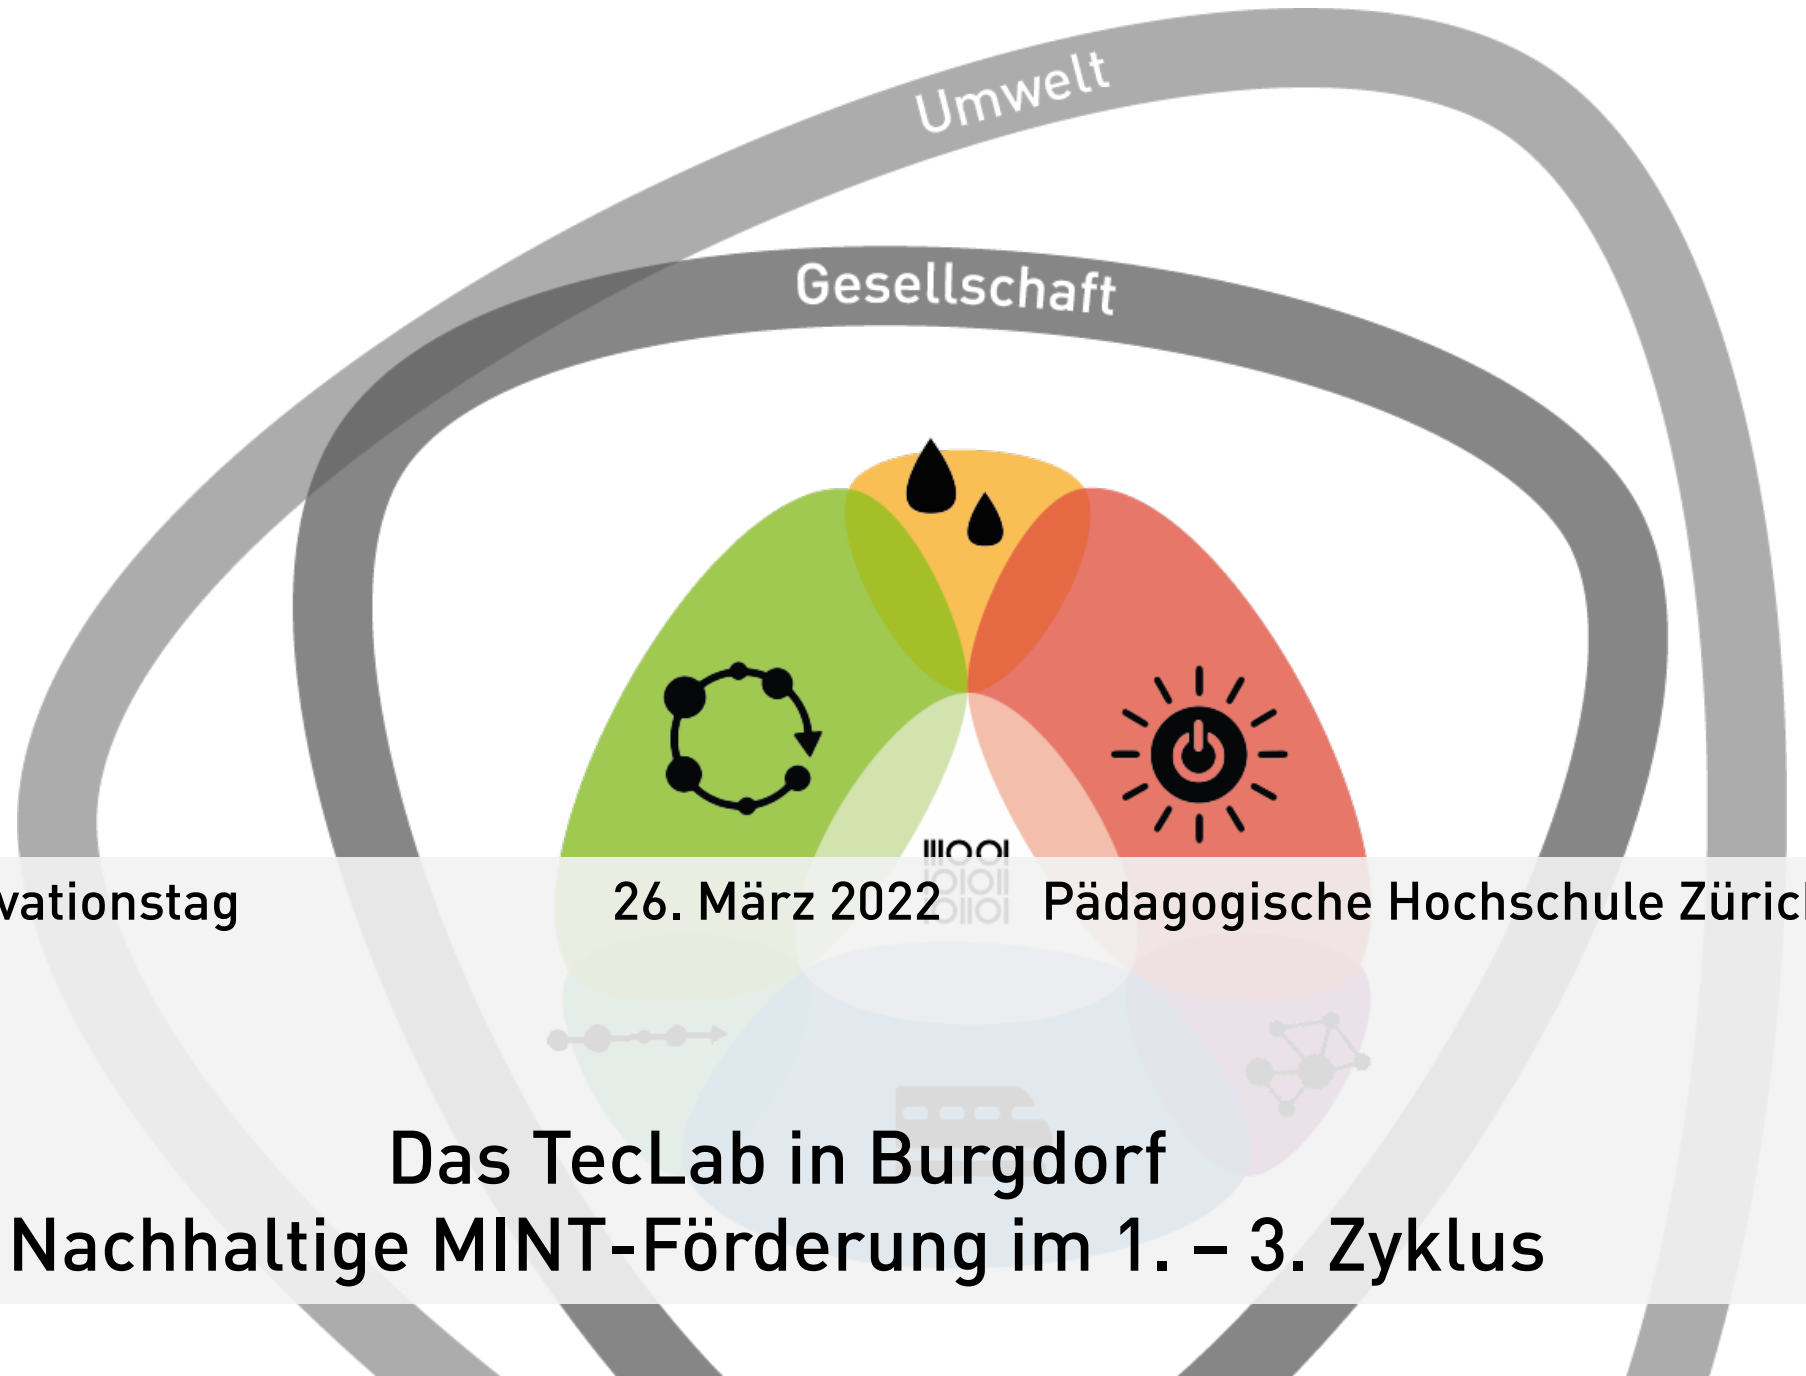 Umwelt
Gesellschaft
vationstag 26. März 2022 Pädagogische Hochschule Züric
Das TecLab in Burgdorf
Nachhaltige MINT-Förderung im 1. – 3. Zyklus